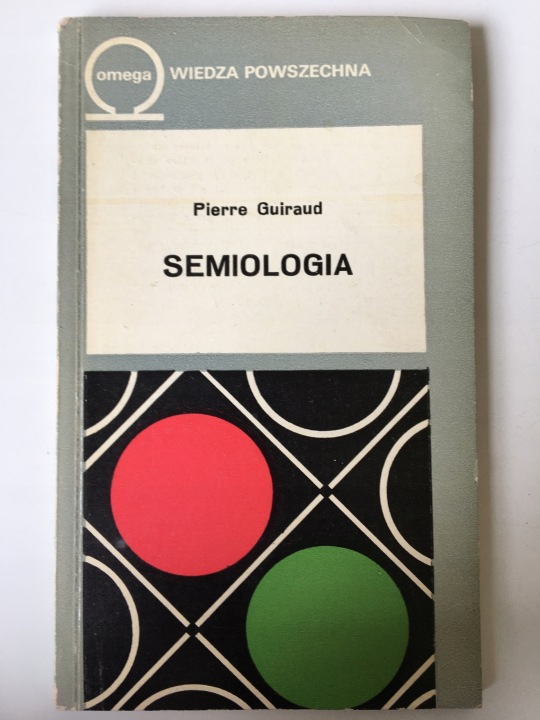 omega WIEDZA POWSZECHNA
Pierre Guiraud
SEMIOLOGIA